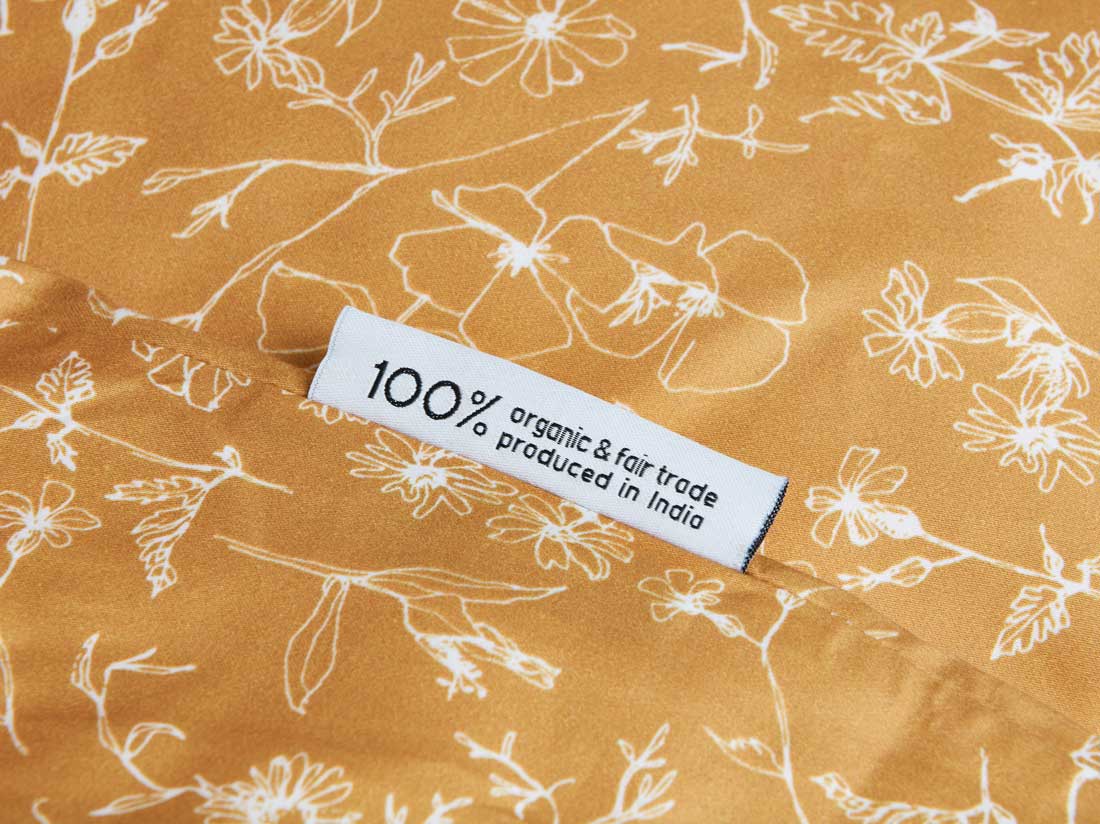 100% organic & fair trade
produced in India